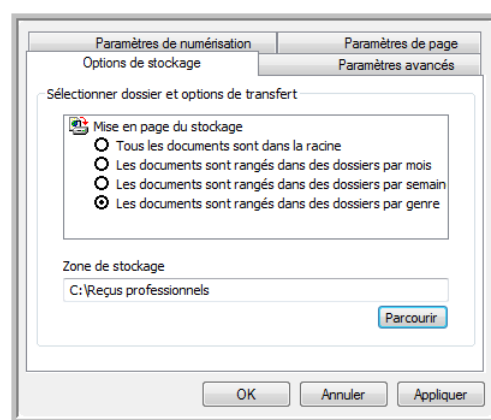 Paramètres de numérisation
Paramètres de page
Options de stockage
Paramètres avancés
Sélectionner dossier et options de transfert
Mise en page du stockage
Tous les documents sont dans la racine
Les documents sont rangés dans des dossiers par mois
Les documents sont rangés dans des dossiers par semain
Les documents sont rangés dans des dossiers par genre
Zone de stockage
C:\Reçus professionnels
Parcourir
OK
Annuler
Appliquer